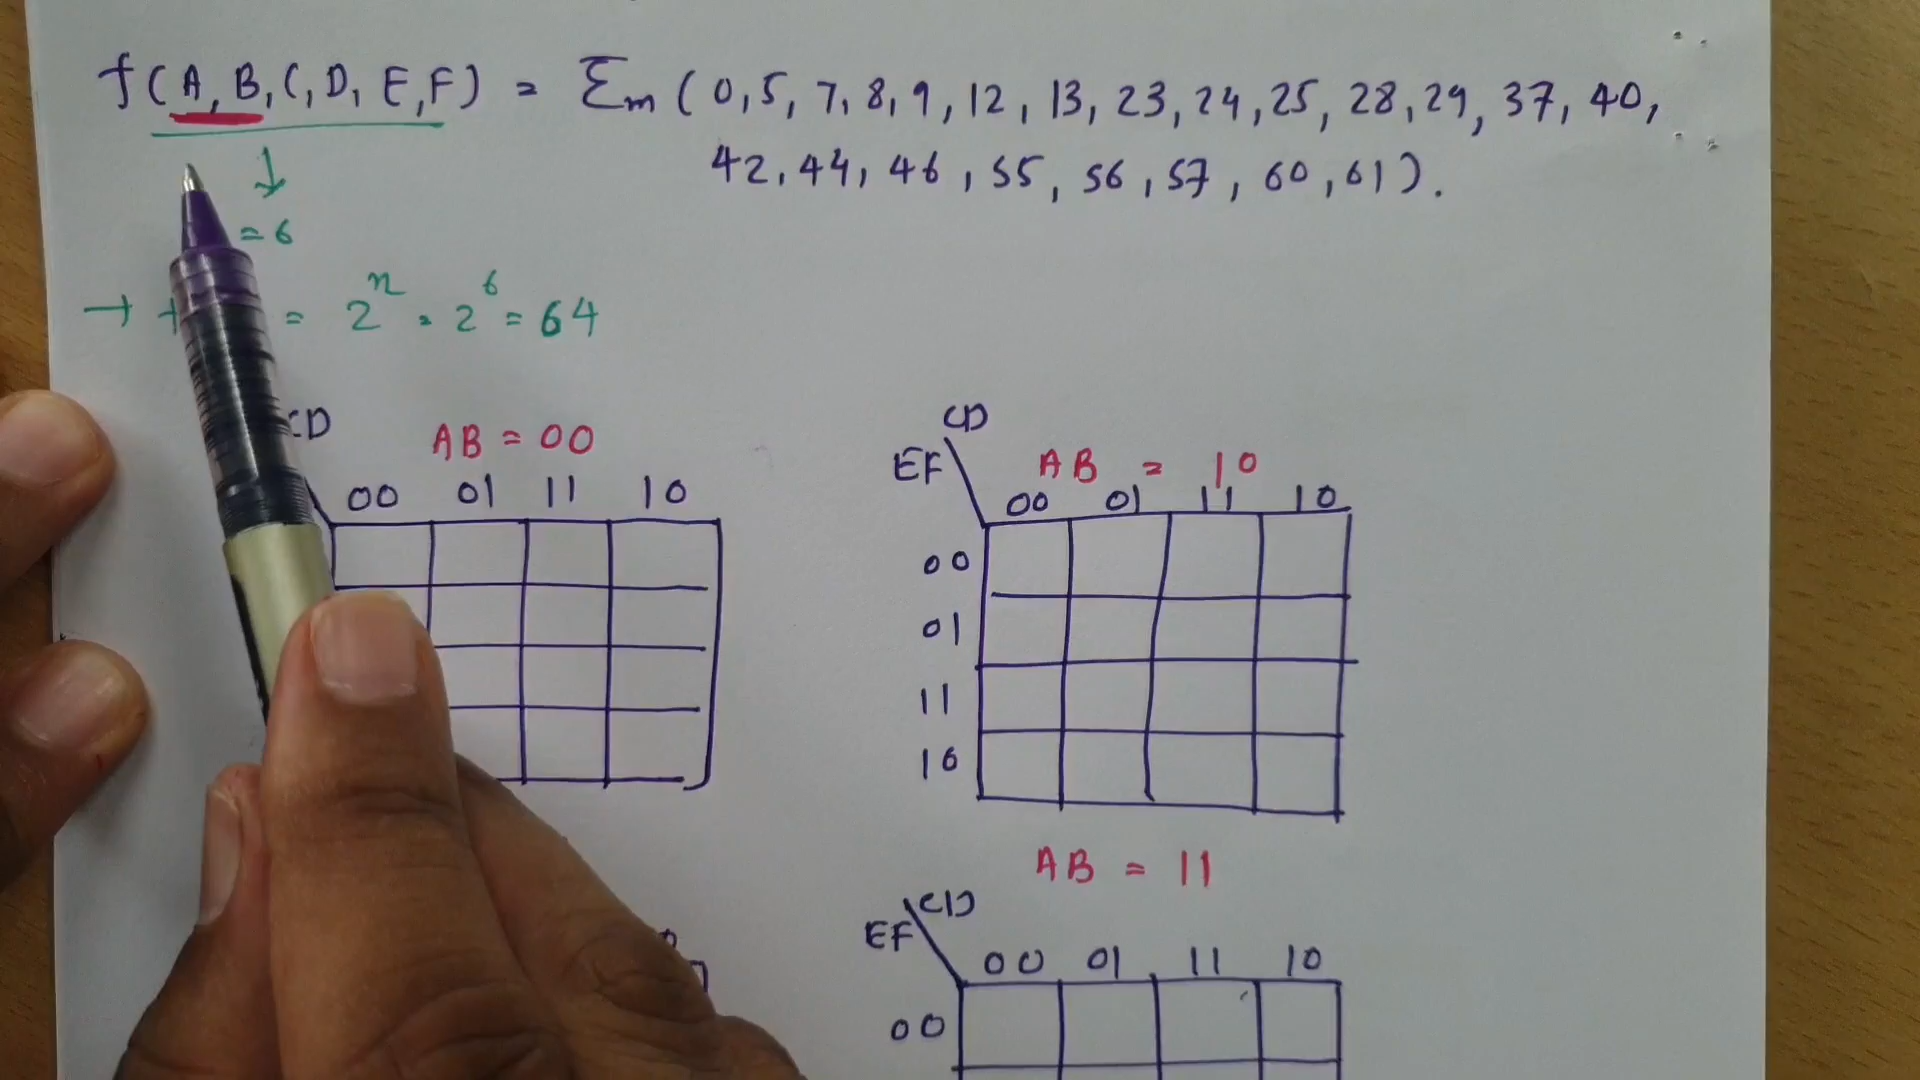 f(A, B, C, D, E, F) = Σm (0, 5, 7, 8, 9, 12, 13, 23, 24, 25, 28, 29, 37, 40,
42, 44, 46, 55, 56, 57, 60, 61).
↓
= 6
→ = 2^n = 2^6 = 64
CD
AB = 00
00 01 11 10
CD
EF
AB = 10
00 01 11 10
00
01
11
10
AB = 11
CD
EF
00 01 11 10
00